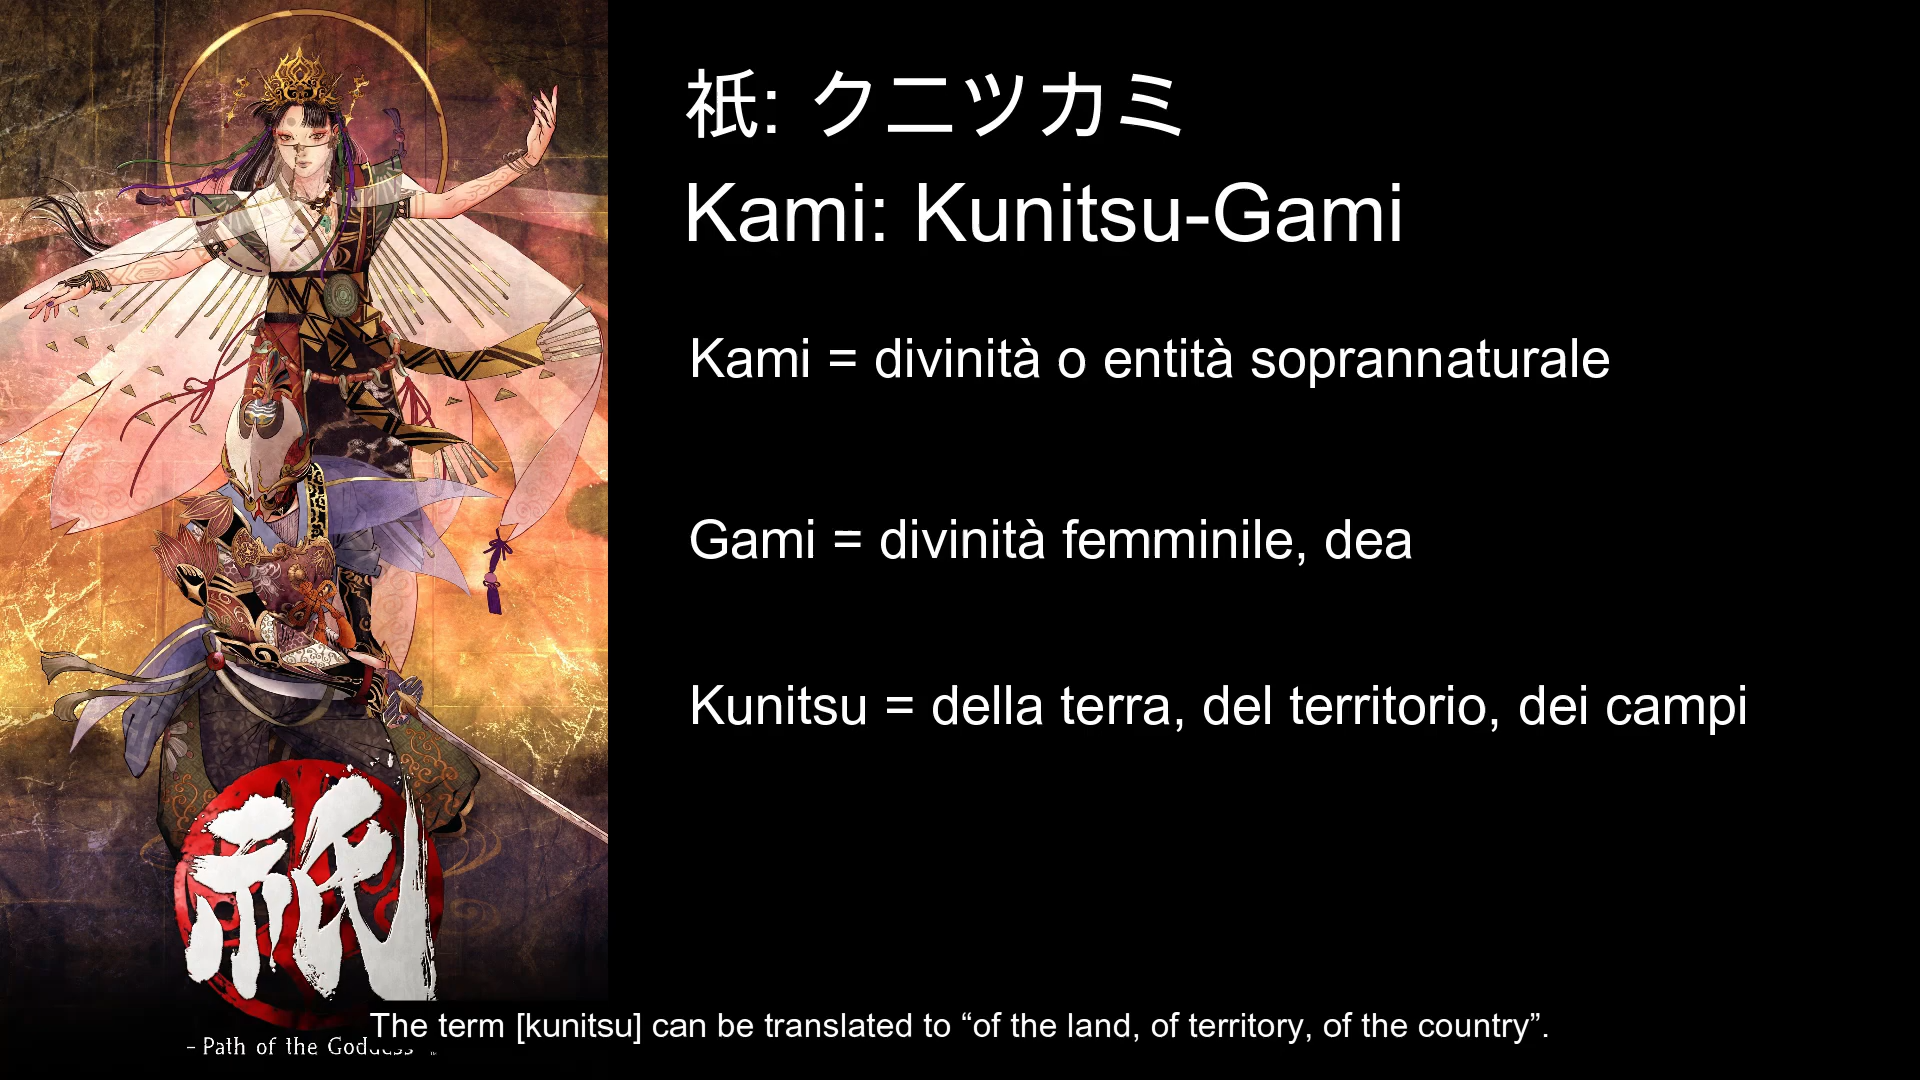 祇: クニツカミ
Kami: Kunitsu-Gami
Kami = divinità o entità soprannaturale
Gami = divinità femminile, dea
Kunitsu = della terra, del territorio, dei campi
祇
The term [kunitsu] can be translated to “of the land, of territory, of the country”.
– Path of the Goddess